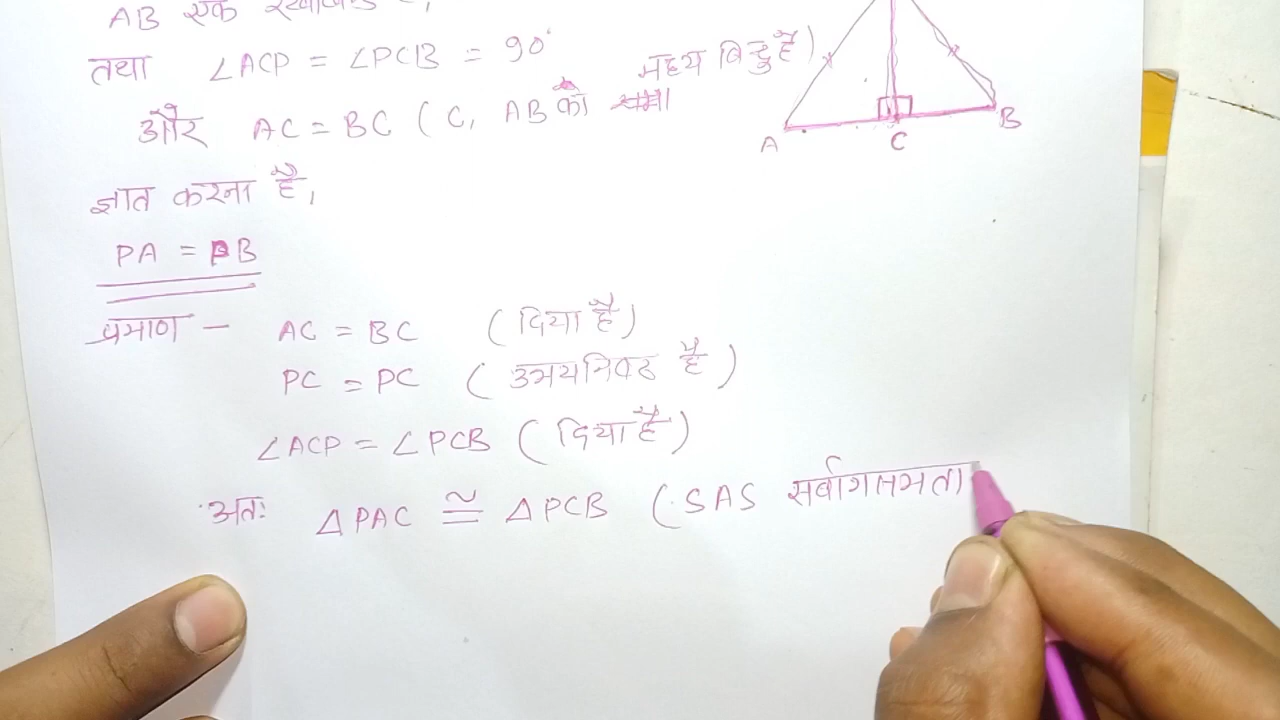 AB एक रेखाखण्ड है,
तथा ∠ACP = ∠PCB = 90°
और AC = BC ( C, AB को मध्य बिंदु है )
A
C
B
ज्ञात करना है,
PA = PB
प्रमाण — AC = BC ( दिया है )
PC = PC ( उभयनिष्ठ है )
∠ACP = ∠PCB ( दिया है )
अतः ΔPAC ≅ ΔPCB ( SAS सर्वांगसमता